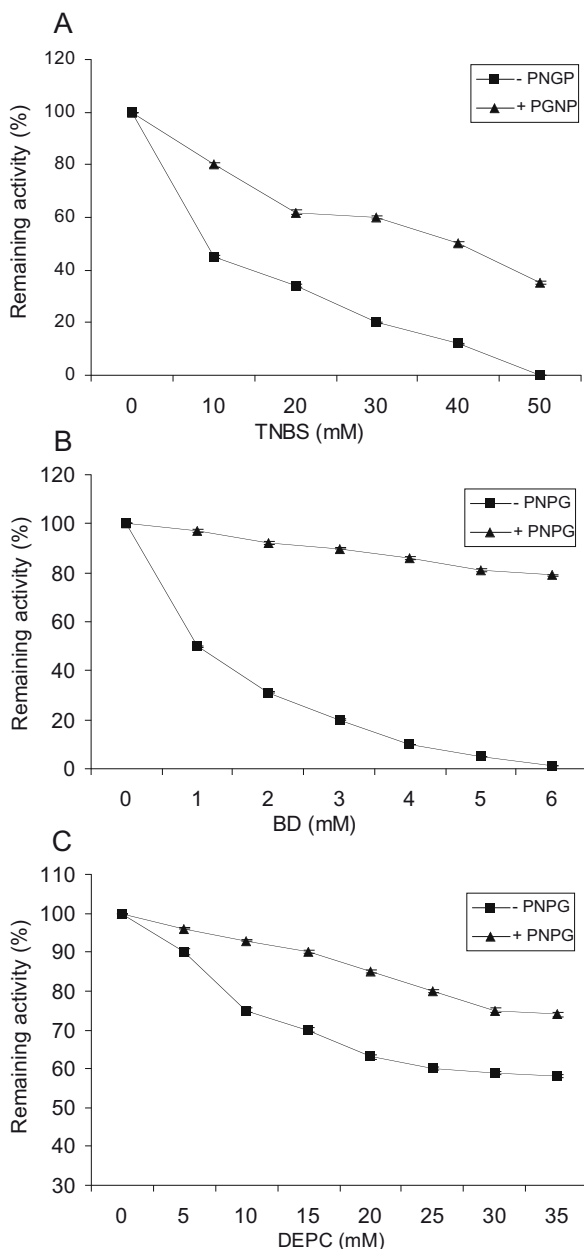 A
120
100
80
60
40
20
0
Remaining activity (%)
- PNGP
+ PGNP
0 10 20 30 40 50
TNBS (mM)
B
120
100
80
60
40
20
0
Remaining activity (%)
- PNPG
+ PNPG
0 1 2 3 4 5 6
BD (mM)
C
110
100
90
80
70
60
50
40
30
Remaining activity (%)
- PNPG
+ PNPG
0 5 10 15 20 25 30 35
DEPC (mM)